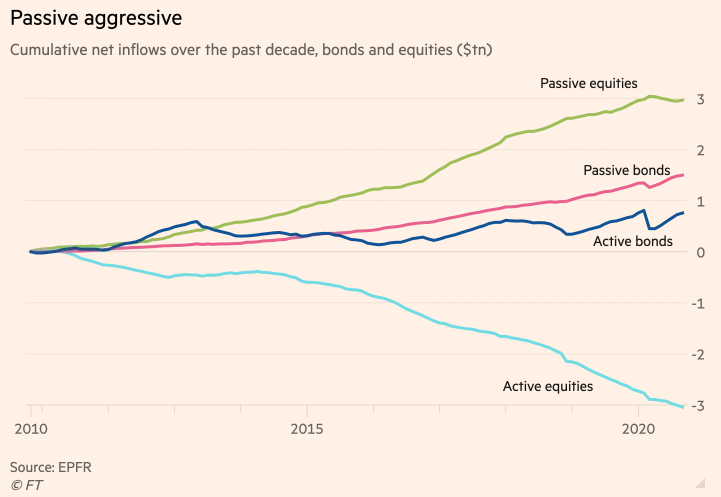 Passive aggressive
Cumulative net inflows over the past decade, bonds and equities ($tn)
Passive equities
3
2
Passive bonds
1
Active bonds
0
-1
-2
Active equities
-3
2010 2015 2020
Source: EPFR
© FT